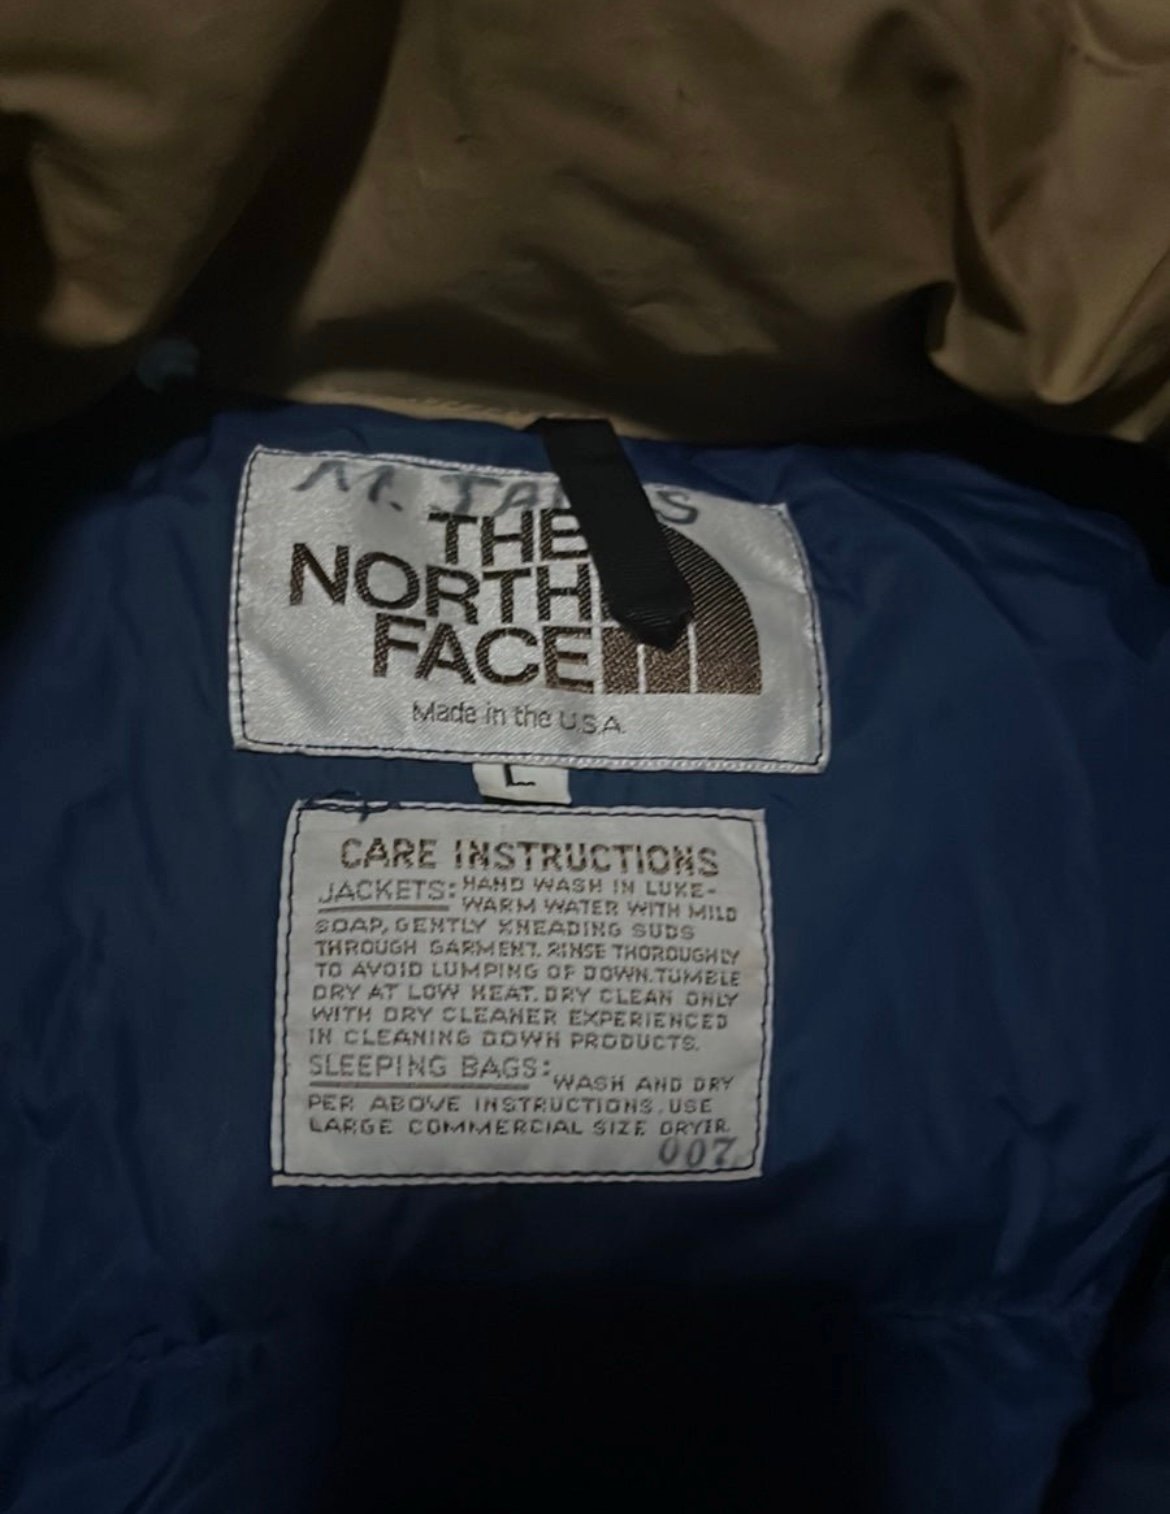 M.
THE
NORTH
FACE
Made in the U.S.A.
L
CARE INSTRUCTIONS
JACKETS: HAND WASH IN LUKE-
WARM WATER WITH MILD
SOAP, GENTLY KNEADING SUDS
THROUGH GARMENT. RINSE THOROUGHLY
TO AVOID LUMPING OF DOWN. TUMBLE
DRY AT LOW HEAT. DRY CLEAN ONLY
WITH DRY CLEANER EXPERIENCED
IN CLEANING DOWN PRODUCTS.
SLEEPING BAGS: WASH AND DRY
PER ABOVE INSTRUCTIONS. USE
LARGE COMMERCIAL SIZE DRYER.
007